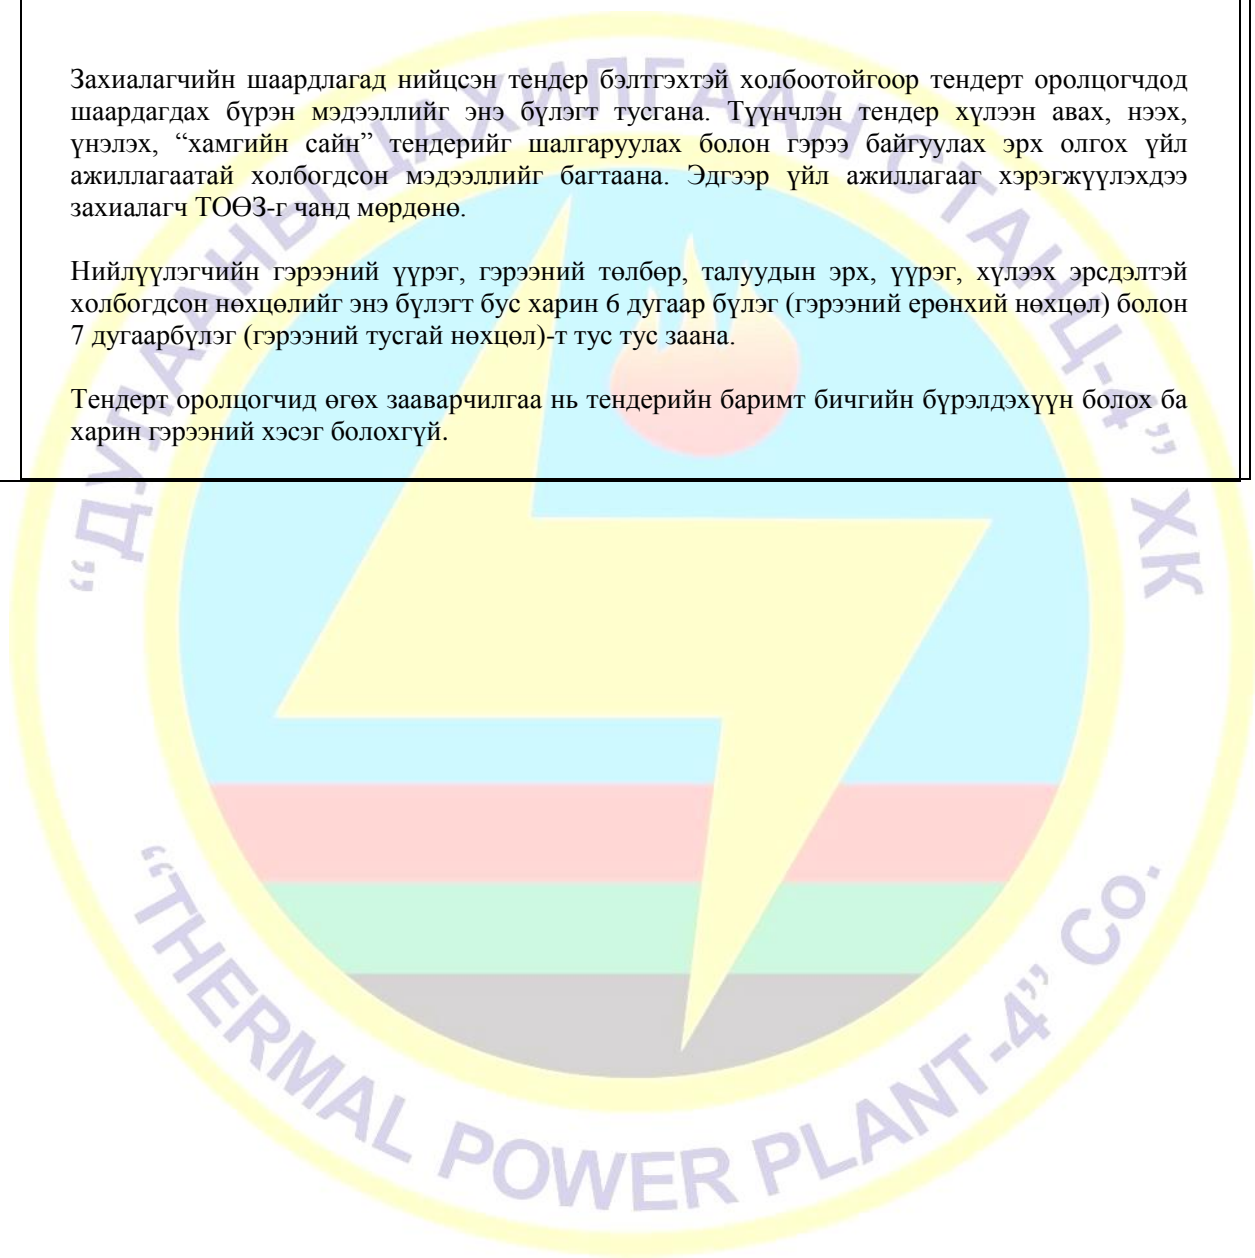 Захиалагчийн шаардлагад нийцсэн тендер бэлтгэхтэй холбоотойгоор тендерт оролцогчдод
шаардагдах бүрэн мэдээллийг энэ бүлэгт тусгана. Түүнчлэн тендер хүлээн авах, нээх,
үнэлэх, “хамгийн сайн” тендерийг шалгаруулах болон гэрээ байгуулах эрх олгох үйл
ажиллагаатай холбогдсон мэдээллийг багтаана. Эдгээр үйл ажиллагааг хэрэгжүүлэхдээ
захиалагч ТОӨЗ-г чанд мөрдөнө.
Нийлүүлэгчийн гэрээний үүрэг, гэрээний төлбөр, талуудын эрх, үүрэг, хүлээх эрсдэлтэй
холбогдсон нөхцөлийг энэ бүлэгт бус харин 6 дугаар бүлэг (гэрээний ерөнхий нөхцөл) болон
7 дугаарбүлэг (гэрээний тусгай нөхцөл)-т тус тус заана.
Тендерт оролцогчид өгөх зааварчилгаа нь тендерийн баримт бичгийн бүрэлдэхүүн болох ба
харин гэрээний хэсэг болохгүй.
“ДУЛААНЫ ЦАХИЛГААН СТАНЦ-4” ХК
“THERMAL POWER PLANT-4” Co.